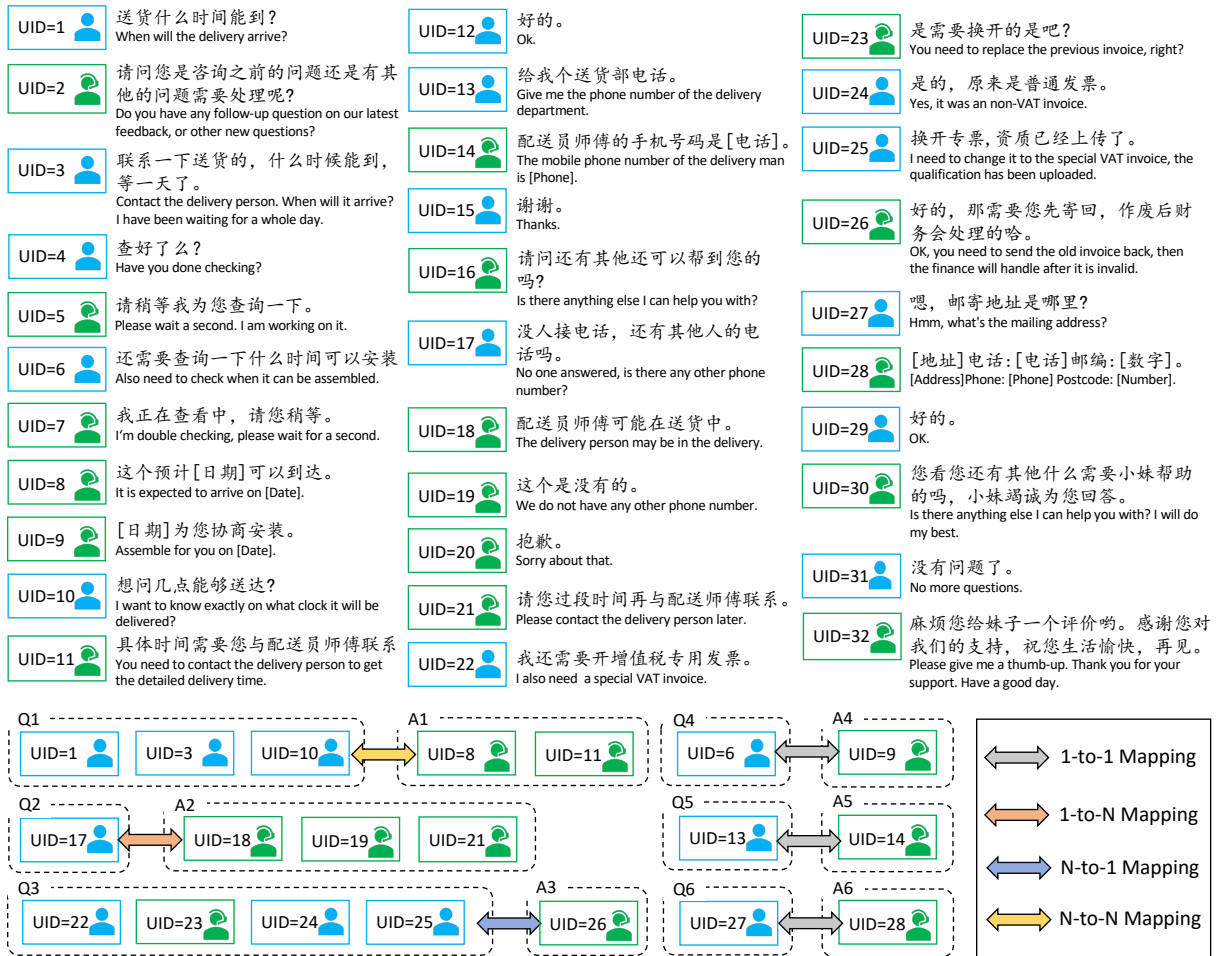 UID=1
送货什么时间能到?
When will the delivery arrive?
UID=2
请问您是咨询之前的问题还是有其
他的问题需要处理呢?
Do you have any follow-up question on our latest
feedback, or other new questions?
UID=3
联系一下送货的，什么时候能到，
等一天了。
Contact the delivery person. When will it arrive?
I have been waiting for a whole day.
UID=4
查好了么?
Have you done checking?
UID=5
请稍等我为您查询一下。
Please wait a second. I am working on it.
UID=6
还需要查询一下什么时间可以安装
Also need to check when it can be assembled.
UID=7
我正在查看中，请您稍等。
I'm double checking, please wait for a second.
UID=8
这个预计[日期]可以到达。
It is expected to arrive on [Date].
UID=9
[日期]为您协商安装。
Assemble for you on [Date].
UID=10
想问几点能够送达?
I want to know exactly on what clock it will be
delivered?
UID=11
具体时间需要您与配送员师傅联系
You need to contact the delivery person to get
the detailed delivery time.
UID=12
好的。
Ok.
UID=13
给我个送货部电话。
Give me the phone number of the delivery
department.
UID=14
配送员师傅的手机号码是[电话]。
The mobile phone number of the delivery man
is [Phone].
UID=15
谢谢。
Thanks.
UID=16
请问还有其他还可以帮到您的
吗?
Is there anything else I can help you with?
UID=17
没人接电话，还有其他人的电
话吗。
No one answered, is there any other phone
number?
UID=18
配送员师傅可能在送货中。
The delivery person may be in the delivery.
UID=19
这个是没有的。
We do not have any other phone number.
UID=20
抱歉。
Sorry about that.
UID=21
请您过段时间再与配送师傅联系。
Please contact the delivery person later.
UID=22
我还需要开增值税专用发票。
I also need a special VAT invoice.
UID=23
是需要换开的是吧?
You need to replace the previous invoice, right?
UID=24
是的，原来是普通发票。
Yes, it was an non-VAT invoice.
UID=25
换开专票,资质已经上传了。
I need to change it to the special VAT invoice, the
qualification has been uploaded.
UID=26
好的，那需要您先寄回，作废后财
务会处理的哈。
OK, you need to send the old invoice back, then
the finance will handle after it is invalid.
UID=27
嗯，邮寄地址是哪里?
Hmm, what's the mailing address?
UID=28
[地址]电话:[电话]邮编:[数字]。
[Address]Phone: [Phone] Postcode: [Number].
UID=29
好的。
OK.
UID=30
您看您还有其他什么需要小妹帮助
的吗，小妹竭诚为您回答。
Is there anything else I can help you with? I will do
my best.
UID=31
没有问题了。
No more questions.
UID=32
麻烦您给妹子一个评价哟。感谢您对
我们的支持，祝您生活愉快，再见。
Please give me a thumb-up. Thank you for your
support. Have a good day.
Q1
UID=1
UID=3
UID=10
A1
UID=8
UID=11
Q4
UID=6
A4
UID=9
Q2
UID=17
A2
UID=18
UID=19
UID=21
Q5
UID=13
A5
UID=14
Q3
UID=22
UID=23
UID=24
UID=25
A3
UID=26
Q6
UID=27
A6
UID=28
1-to-1 Mapping
1-to-N Mapping
N-to-1 Mapping
N-to-N Mapping